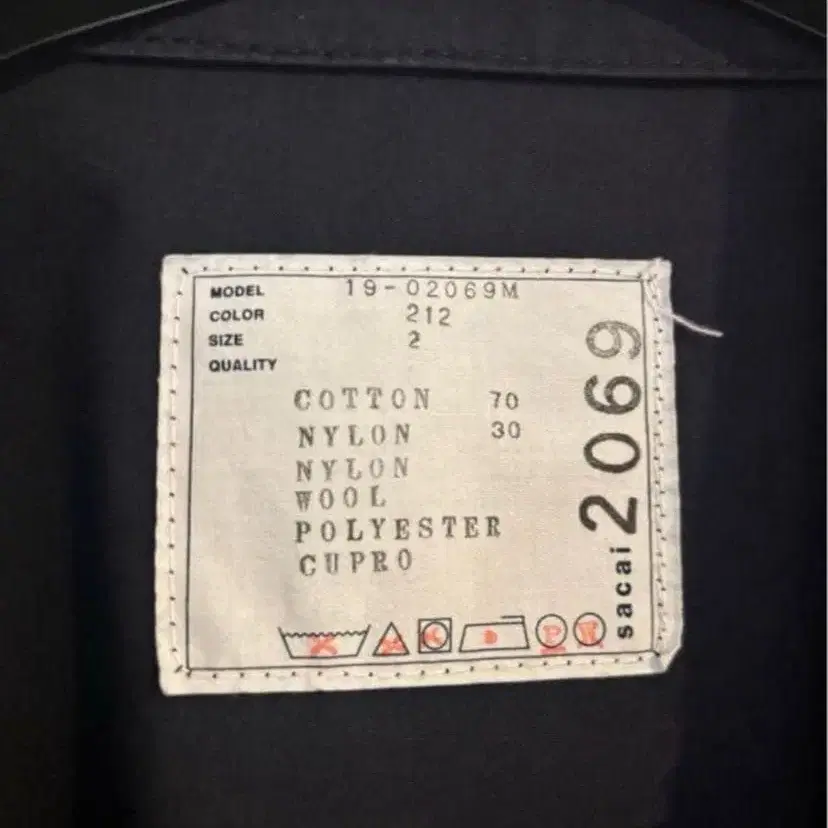 MODEL 19-02069M
COLOR 212
SIZE 2
QUALITY
COTTON 70
NYLON 30
NYLON
WOOL
POLYESTER
CUPRO
P W
sacai 2069